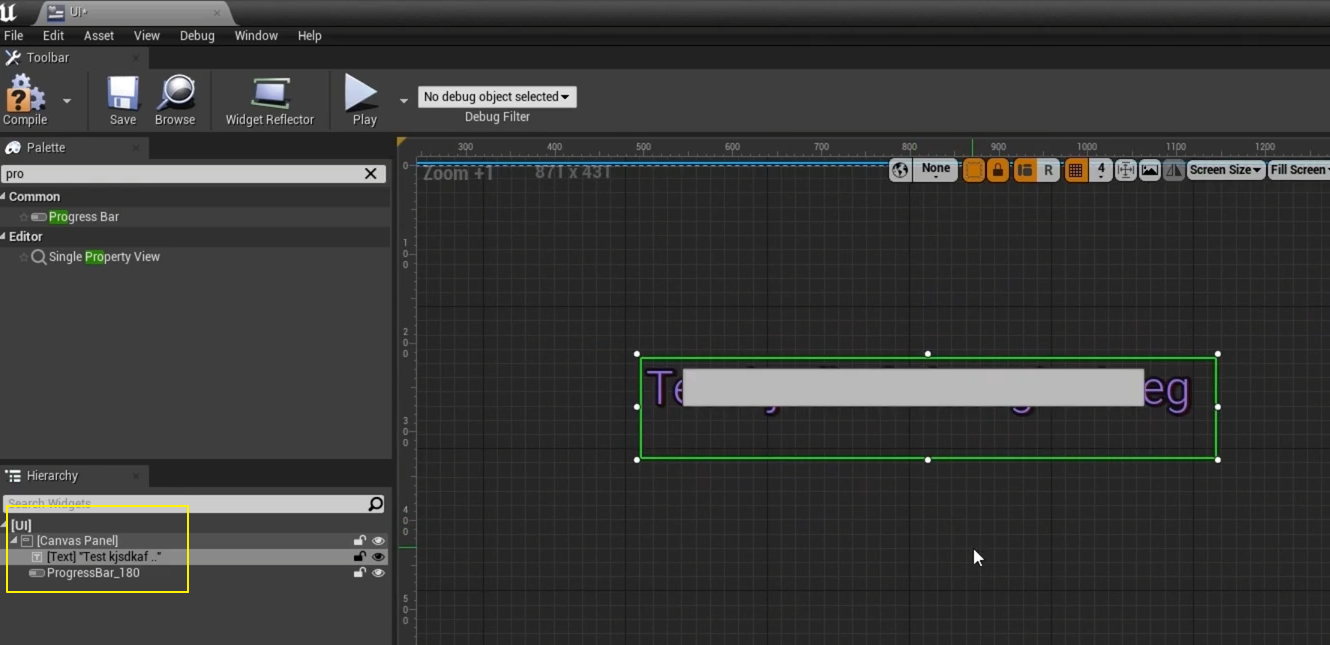 UI*
File Edit Asset View Debug Window Help
Toolbar
Compile Save Browse Widget Reflector Play
No debug object selected
Debug Filter
Palette
pro
Common
Progress Bar
Editor
Single Property View
Hierarchy
Search Widgets
[UI]
[Canvas Panel]
[Text] "Test kjsdkaf .."
ProgressBar_180
300 400 500 600 700 800 900 1000 1100 1200
Zoom +1 871 x 431
None R 4 Screen Size Fill Screen
0
100
200
300
400
500